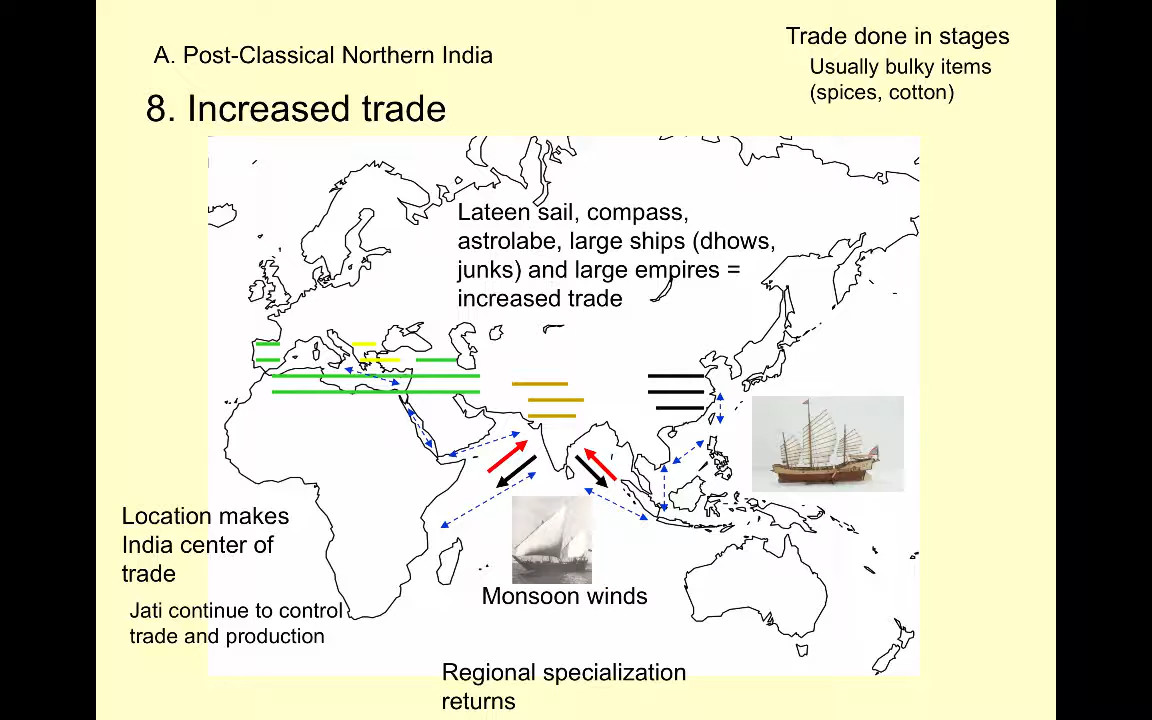 A. Post-Classical Northern India
Trade done in stages
Usually bulky items
(spices, cotton)
8. Increased trade
Lateen sail, compass,
astrolabe, large ships (dhows,
junks) and large empires =
increased trade
Location makes
India center of
trade
Jati continue to control
trade and production
Monsoon winds
Regional specialization
returns